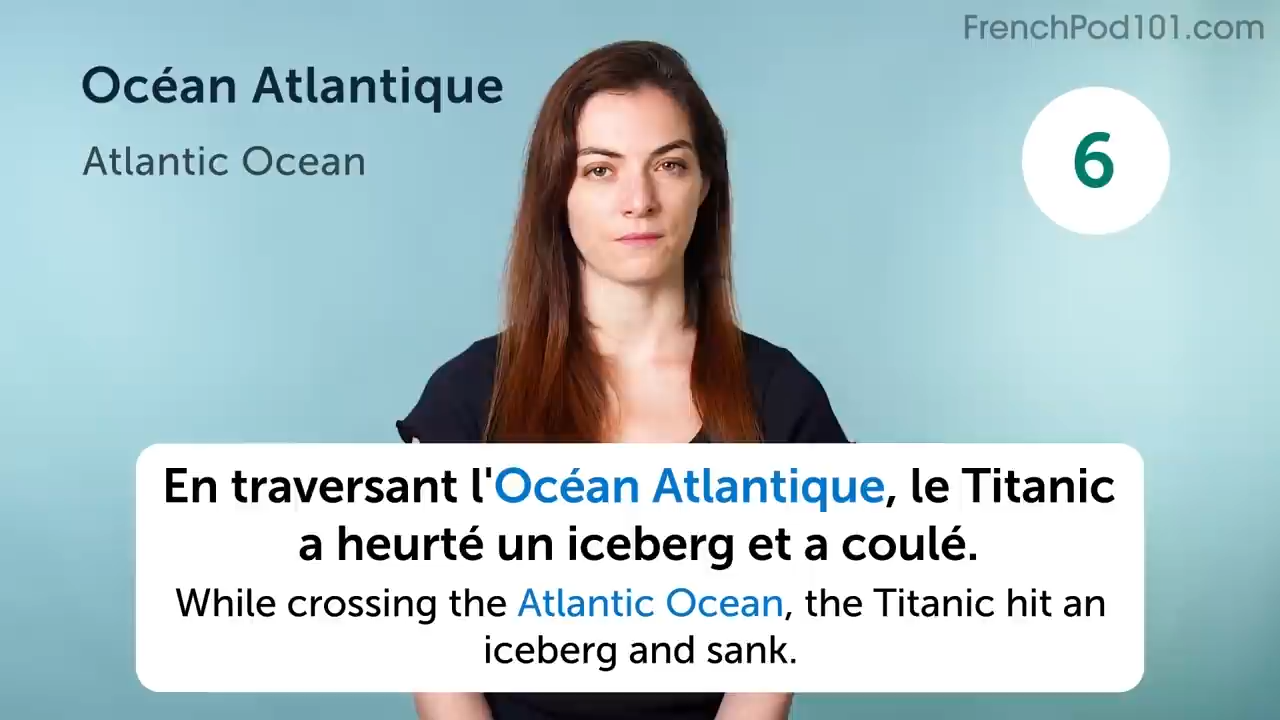 FrenchPod101.com
Océan Atlantique
Atlantic Ocean
6
En traversant l'Océan Atlantique, le Titanic
a heurté un iceberg et a coulé.
While crossing the Atlantic Ocean, the Titanic hit an
iceberg and sank.